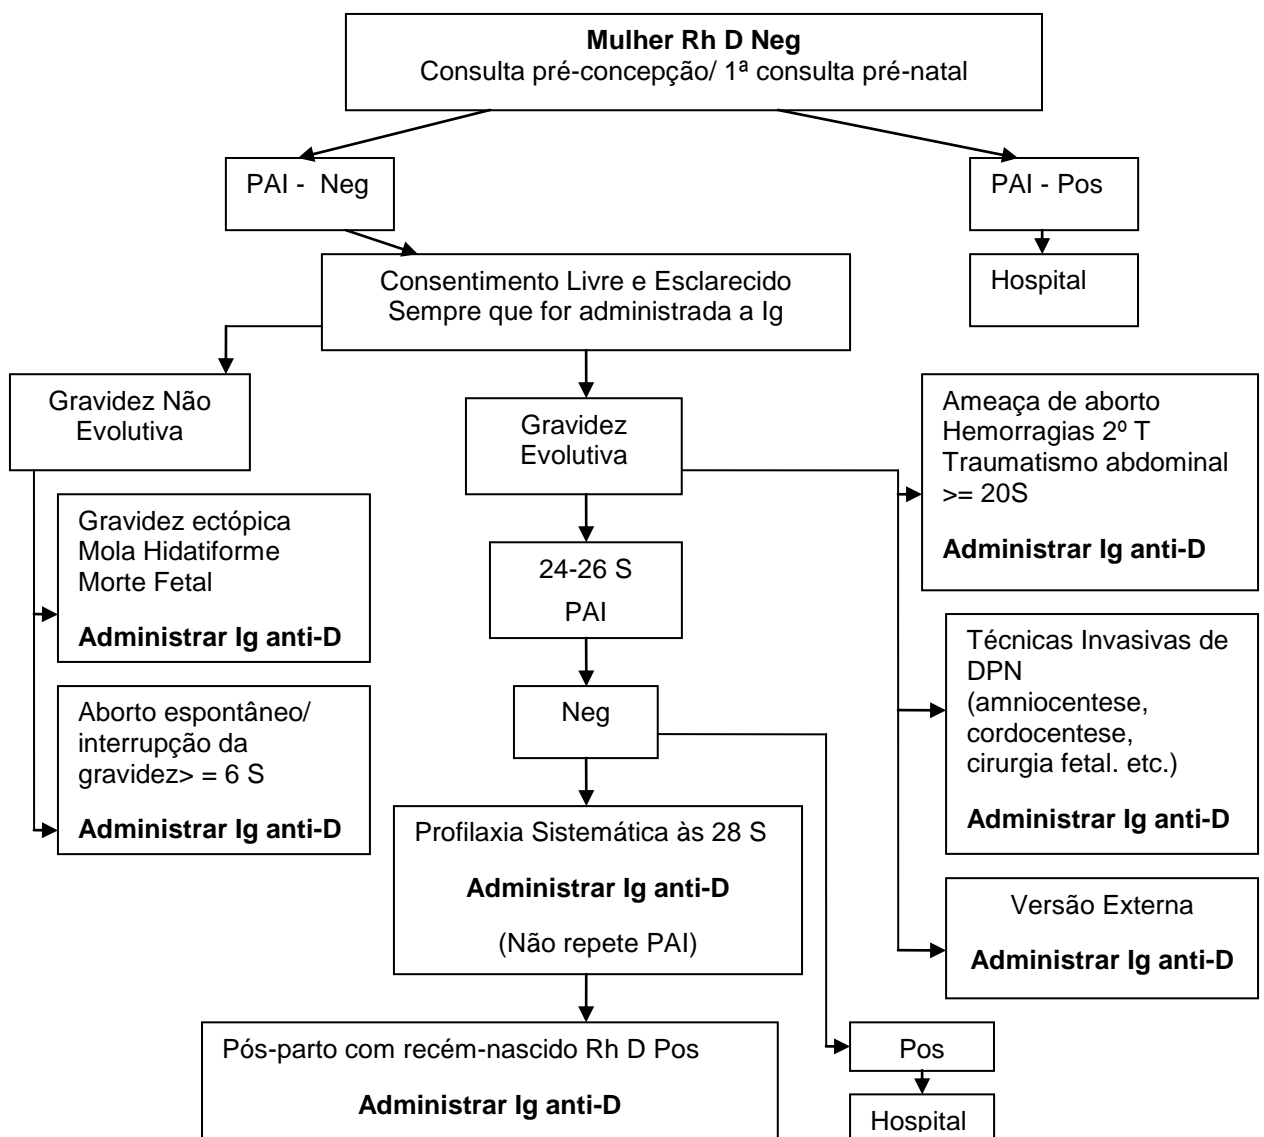 Mulher Rh D Neg
Consulta pré-concepção/ 1ª consulta pré-natal
PAI - Neg
PAI - Pos
Hospital
Consentimento Livre e Esclarecido
Sempre que for administrada a Ig
Gravidez Não
Evolutiva
Gravidez ectópica
Mola Hidatiforme
Morte Fetal
Administrar Ig anti-D
Aborto espontâneo/
interrupção da
gravidez> = 6 S
Administrar Ig anti-D
Gravidez
Evolutiva
24-26 S
PAI
Neg
Profilaxia Sistemática às 28 S
Administrar Ig anti-D
(Não repete PAI)
Pós-parto com recém-nascido Rh D Pos
Administrar Ig anti-D
Ameaça de aborto
Hemorragias 2º T
Traumatismo abdominal
>= 20S
Administrar Ig anti-D
Técnicas Invasivas de
DPN
(amniocentese,
cordocentese,
cirurgia fetal. etc.)
Administrar Ig anti-D
Versão Externa
Administrar Ig anti-D
Pos
Hospital